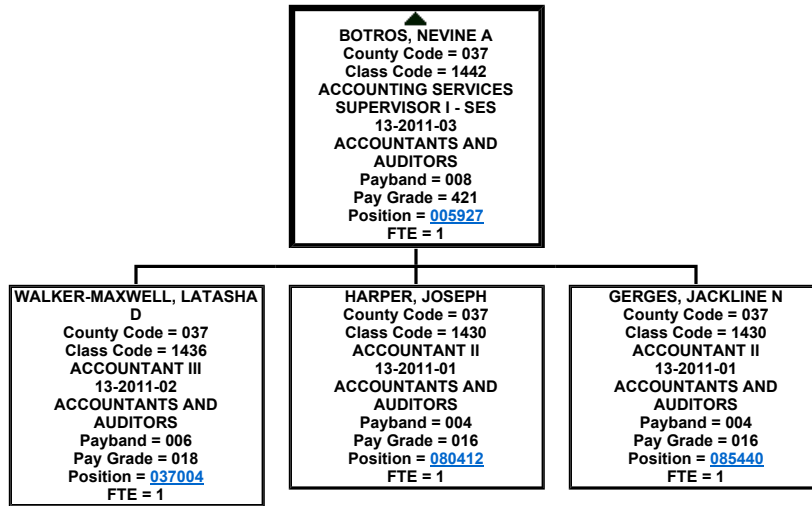 BOTROS, NEVINE A
County Code = 037
Class Code = 1442
ACCOUNTING SERVICES
SUPERVISOR I - SES
13-2011-03
ACCOUNTANTS AND
AUDITORS
Payband = 008
Pay Grade = 421
Position = 005927
FTE = 1
WALKER-MAXWELL, LATASHA
D
County Code = 037
Class Code = 1436
ACCOUNTANT III
13-2011-02
ACCOUNTANTS AND
AUDITORS
Payband = 006
Pay Grade = 018
Position = 037004
FTE = 1
HARPER, JOSEPH
County Code = 037
Class Code = 1430
ACCOUNTANT II
13-2011-01
ACCOUNTANTS AND
AUDITORS
Payband = 004
Pay Grade = 016
Position = 080412
FTE = 1
GERGES, JACKLINE N
County Code = 037
Class Code = 1430
ACCOUNTANT II
13-2011-01
ACCOUNTANTS AND
AUDITORS
Payband = 004
Pay Grade = 016
Position = 085440
FTE = 1